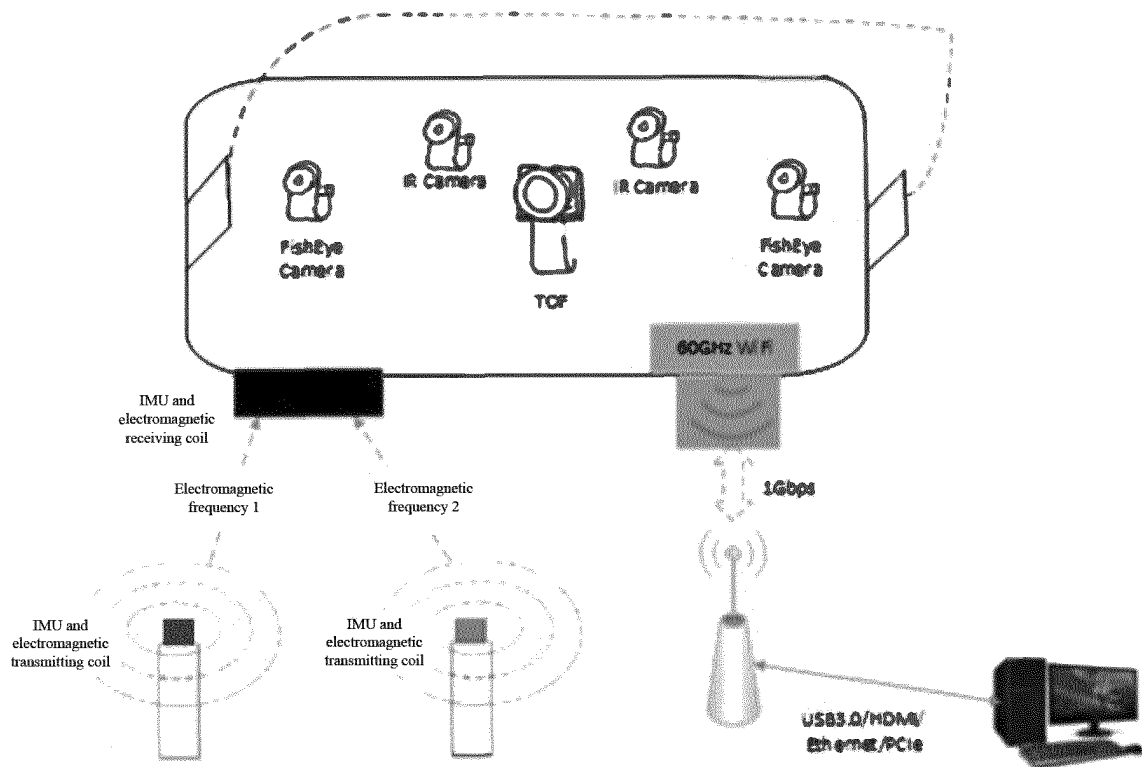 IR Camera
IR Camera
FishEye
Camera
FishEye
Camera
TOF
60GHz WiFi
IMU and
electromagnetic
receiving coil
Electromagnetic
frequency 1
Electromagnetic
frequency 2
1Gbps
IMU and
electromagnetic
transmitting coil
IMU and
electromagnetic
transmitting coil
USB3.0/HDMI/
Ethernet/PCIe